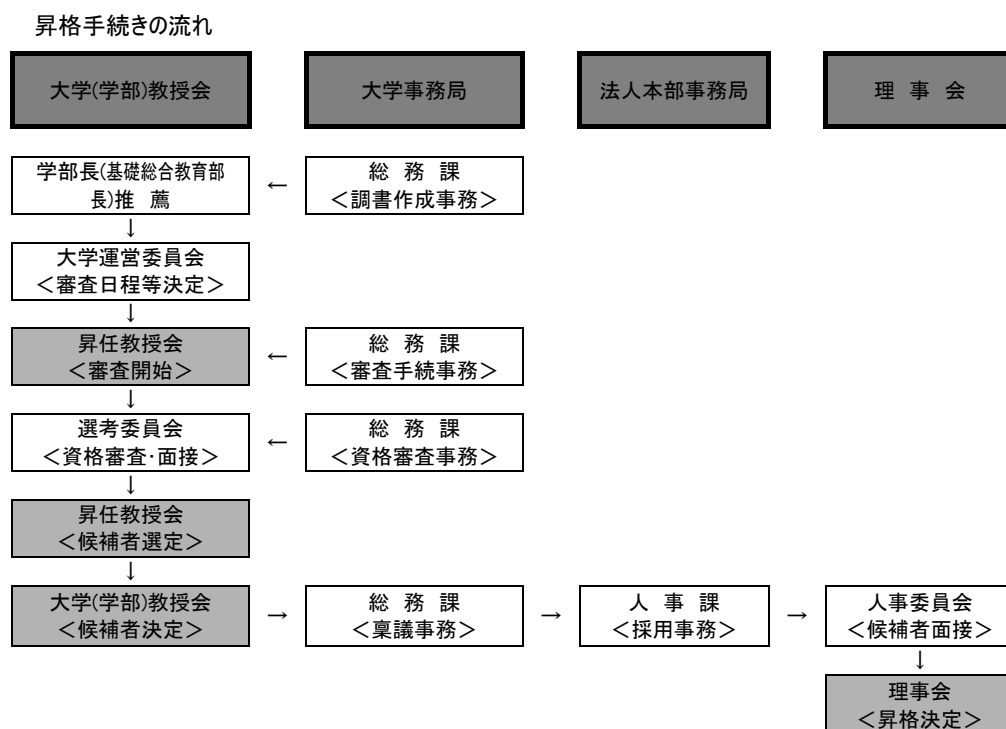 昇格手続きの流れ
大学(学部)教授会
大学事務局
法人本部事務局
理 事 会
学部長(基礎総合教育部
長)推 薦
←
総 務 課
<調書作成事務>
↓
大学運営委員会
<審査日程等決定>
↓
昇任教授会
<審査開始>
←
総 務 課
<審査手続事務>
↓
選考委員会
<資格審査・面接>
←
総 務 課
<資格審査事務>
↓
昇任教授会
<候補者選定>
↓
大学(学部)教授会
<候補者決定>
→
総 務 課
<稟議事務>
→
人 事 課
<採用事務>
→
人事委員会
<候補者面接>
↓
理事会
<昇格決定>